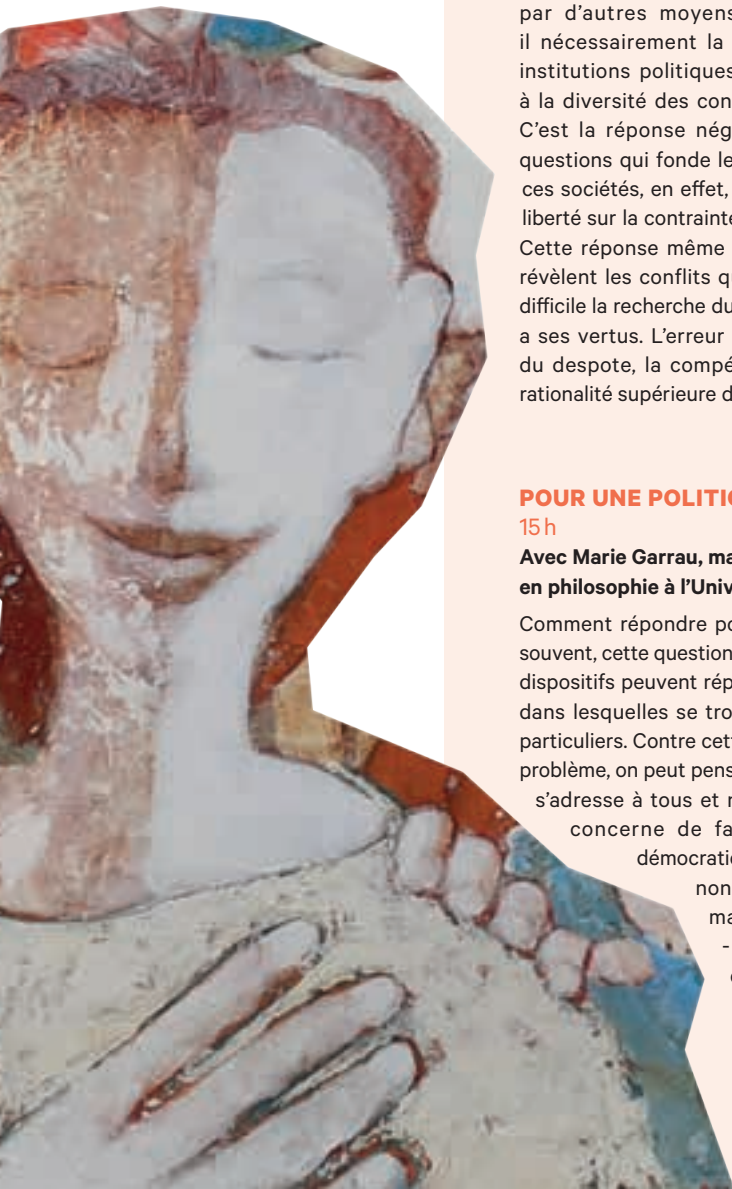 par d’autres moyens
il nécessairement la
institutions politiques
à la diversité des con
C’est la réponse nég
questions qui fonde le
ces sociétés, en effet,
liberté sur la contrainte
Cette réponse même
révèlent les conflits qu
difficile la recherche du
a ses vertus. L’erreur
du despote, la compé
rationalité supérieure d
POUR UNE POLITIQ
15 h
Avec Marie Garrau, ma
en philosophie à l’Univ
Comment répondre po
souvent, cette question
dispositifs peuvent rép
dans lesquelles se tro
particuliers. Contre cett
problème, on peut pens
s’adresse à tous et n
concerne de fa
démocratie
non
ma
-